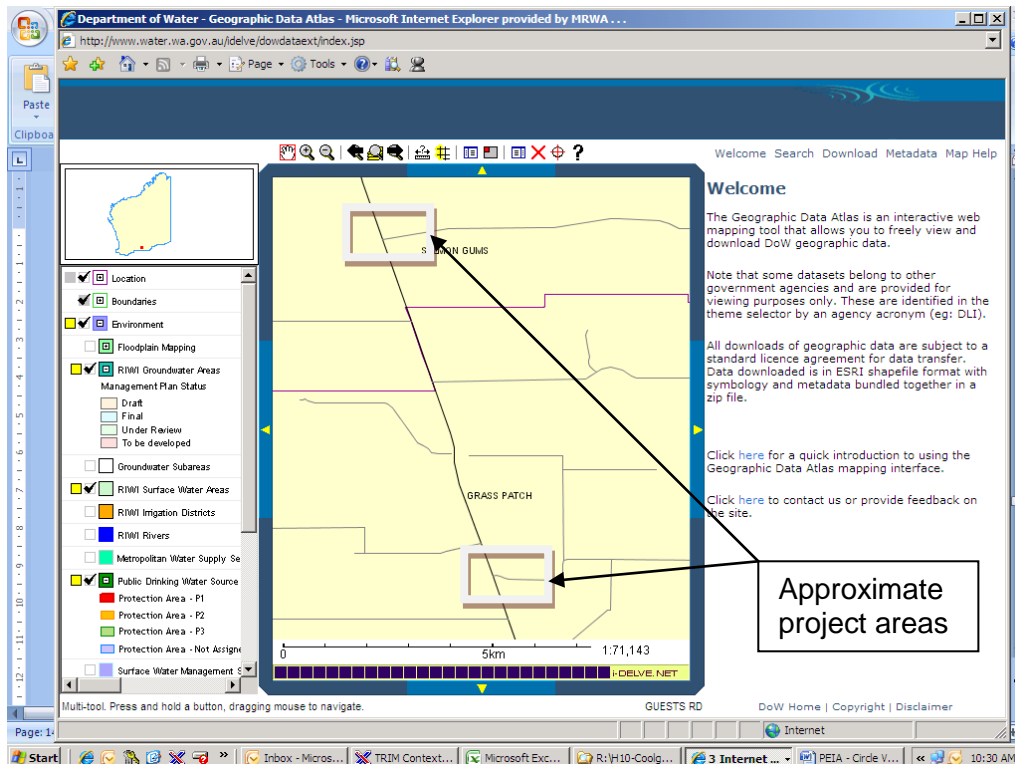 Department of Water - Geographic Data Atlas - Microsoft Internet Explorer provided by MRWA . . .
http://www.water.wa.gov.au/idelve/dowdataext/index.jsp
Page
Tools
Paste
Clipboa
Welcome Search Download Metadata Map Help
Location
Boundaries
Environment
Floodplain Mapping
RIWI Groundwater Areas
Management Plan Status
Draft
Final
Under Review
To be developed
Groundwater Subareas
RIWI Surface Water Areas
RIWI Irrigation Districts
RIWI Rivers
Metropolitan Water Supply Se
Public Drinking Water Source
Protection Area - P1
Protection Area - P2
Protection Area - P3
Protection Area - Not Assigne
Surface Water Management S
GUMS
GRASS PATCH
0
5km
1:71,143
i-DELVE.NET
Welcome
The Geographic Data Atlas is an interactive web
mapping tool that allows you to freely view and
download DoW geographic data.
Note that some datasets belong to other
government agencies and are provided for
viewing purposes only. These are identified in the
theme selector by an agency acronym (eg: DLI).
All downloads of geographic data are subject to a
standard licence agreement for data transfer.
Data downloaded is in ESRI shapefile format with
symbology and metadata bundled together in a
zip file.
Click here for a quick introduction to using the
Geographic Data Atlas mapping interface.
Click here to contact us or provide feedback on
the site.
Approximate
project areas
Multi-tool. Press and hold a button, dragging mouse to navigate.
GUESTS RD
DoW Home | Copyright | Disclaimer
Internet
Page: 1
Start
Inbox - Micros...
TRIM Context...
Microsoft Exc...
R:\H10-Coolg...
3 Internet ...
PEIA - Circle V...
10:30 AM